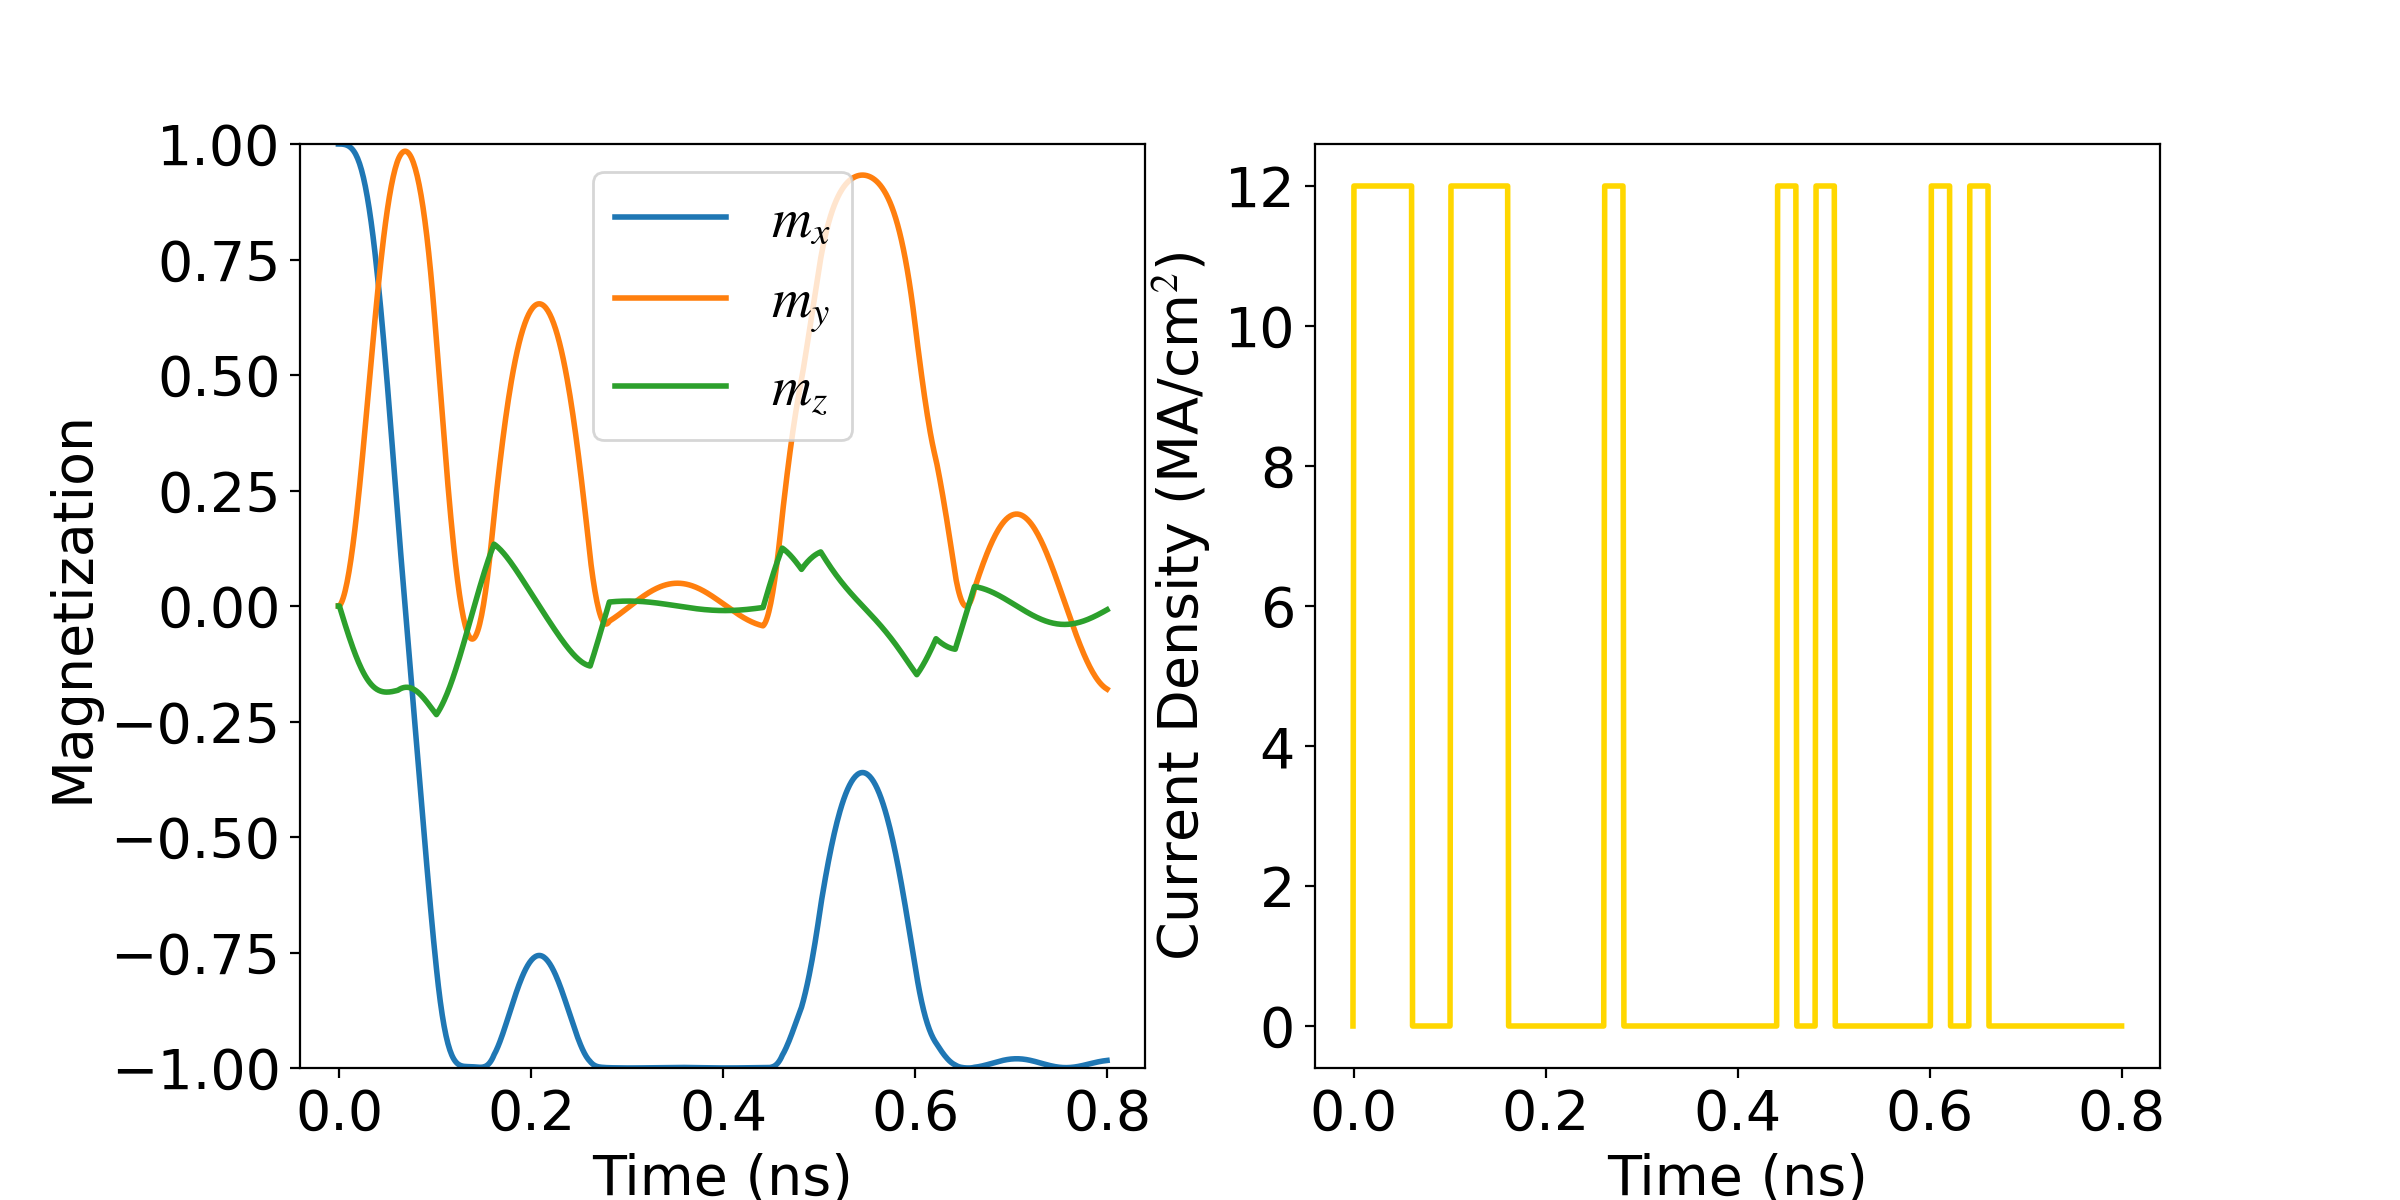 Magnetization
1.00
0.75
0.50
0.25
0.00
−0.25
−0.50
−0.75
−1.00
0.0 0.2 0.4 0.6 0.8
Time (ns)
m_x
m_y
m_z
Current Density (MA/cm²)
12
10
8
6
4
2
0
0.0 0.2 0.4 0.6 0.8
Time (ns)